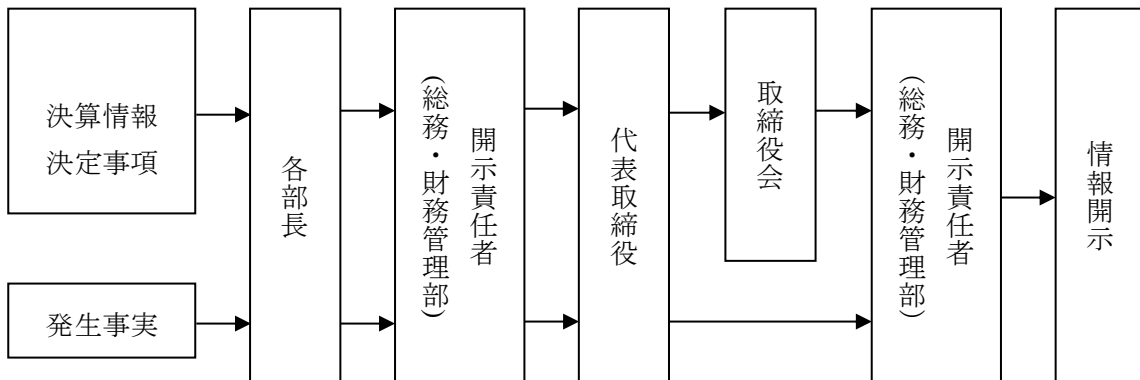 決算情報
決定事項
発生事実
各部長
開示責任者
(総務・財務管理部)
代表取締役
取締役会
開示責任者
(総務・財務管理部)
情報開示